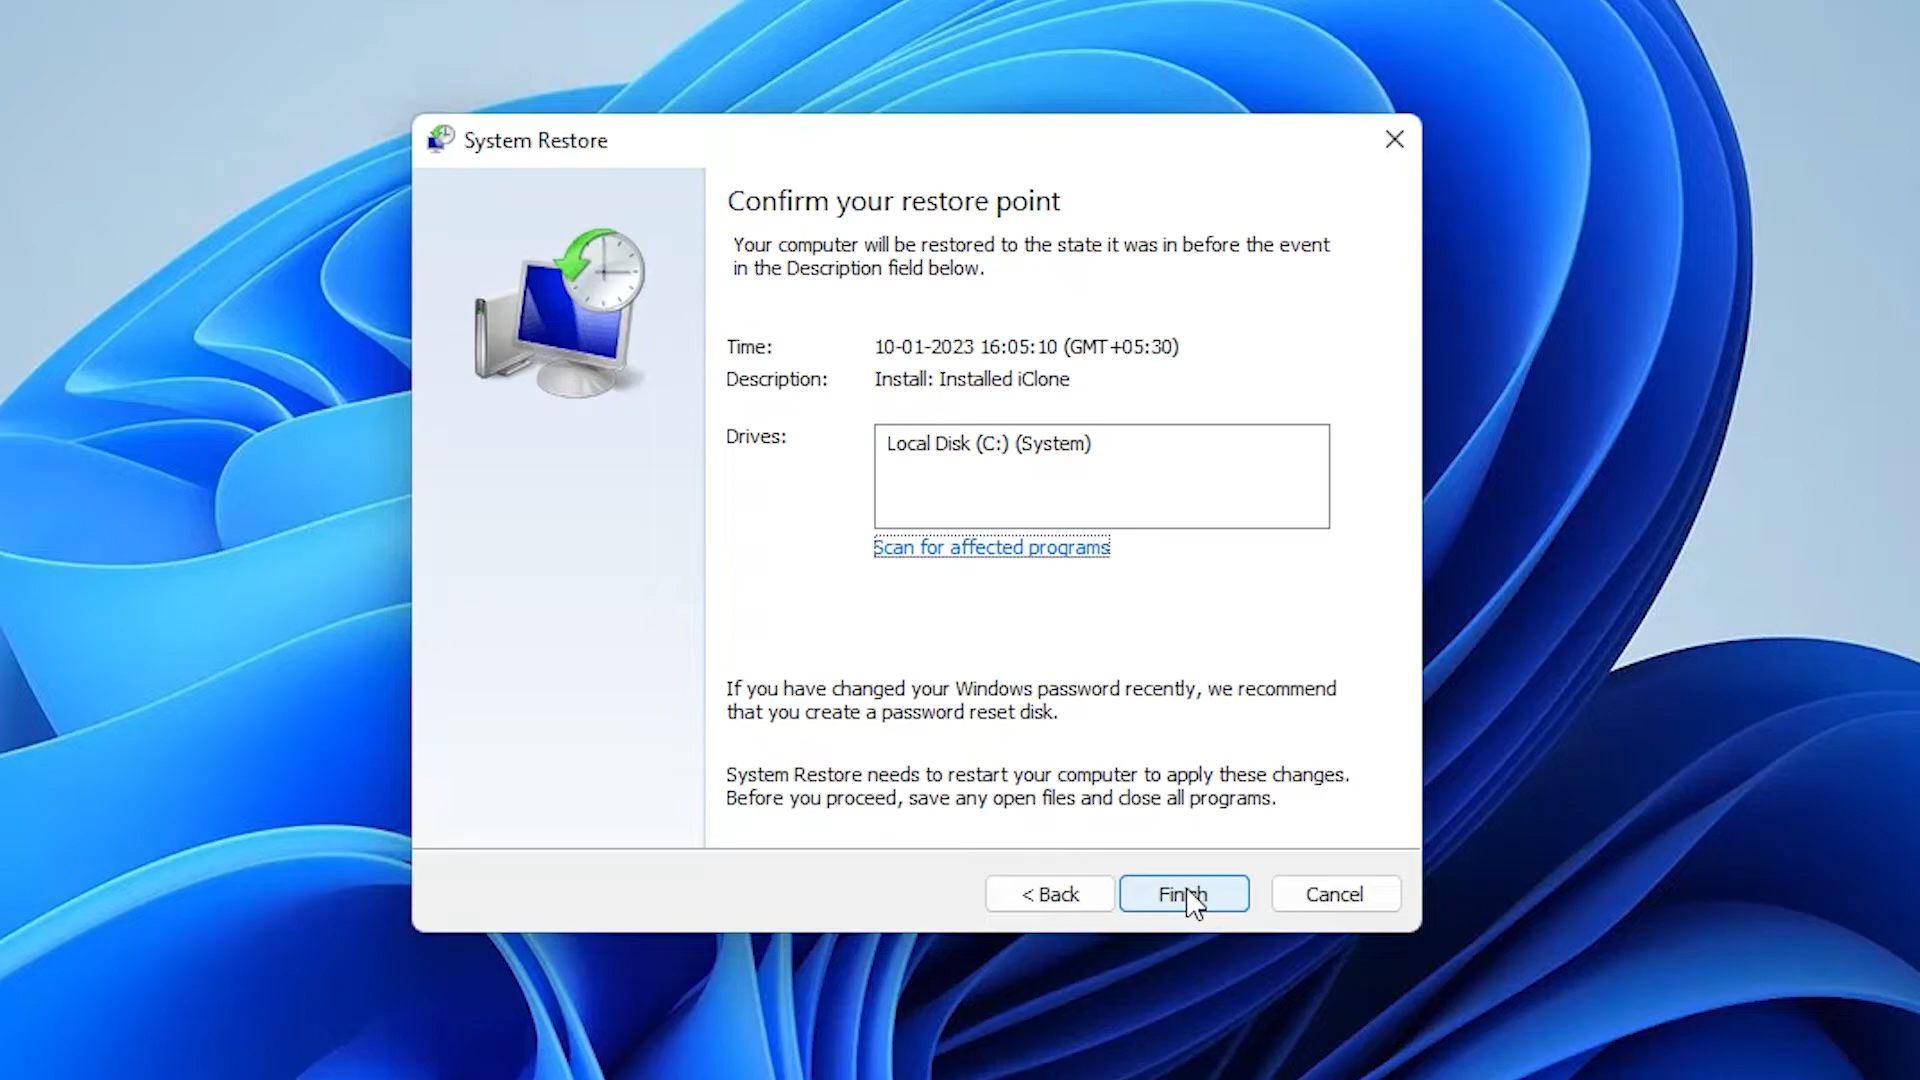 System Restore
Confirm your restore point
Your computer will be restored to the state it was in before the event
in the Description field below.
Time: 10-01-2023 16:05:10 (GMT+05:30)
Description: Install: Installed iClone
Drives: Local Disk (C:) (System)
Scan for affected programs
If you have changed your Windows password recently, we recommend
that you create a password reset disk.
System Restore needs to restart your computer to apply these changes.
Before you proceed, save any open files and close all programs.
< Back Finish Cancel